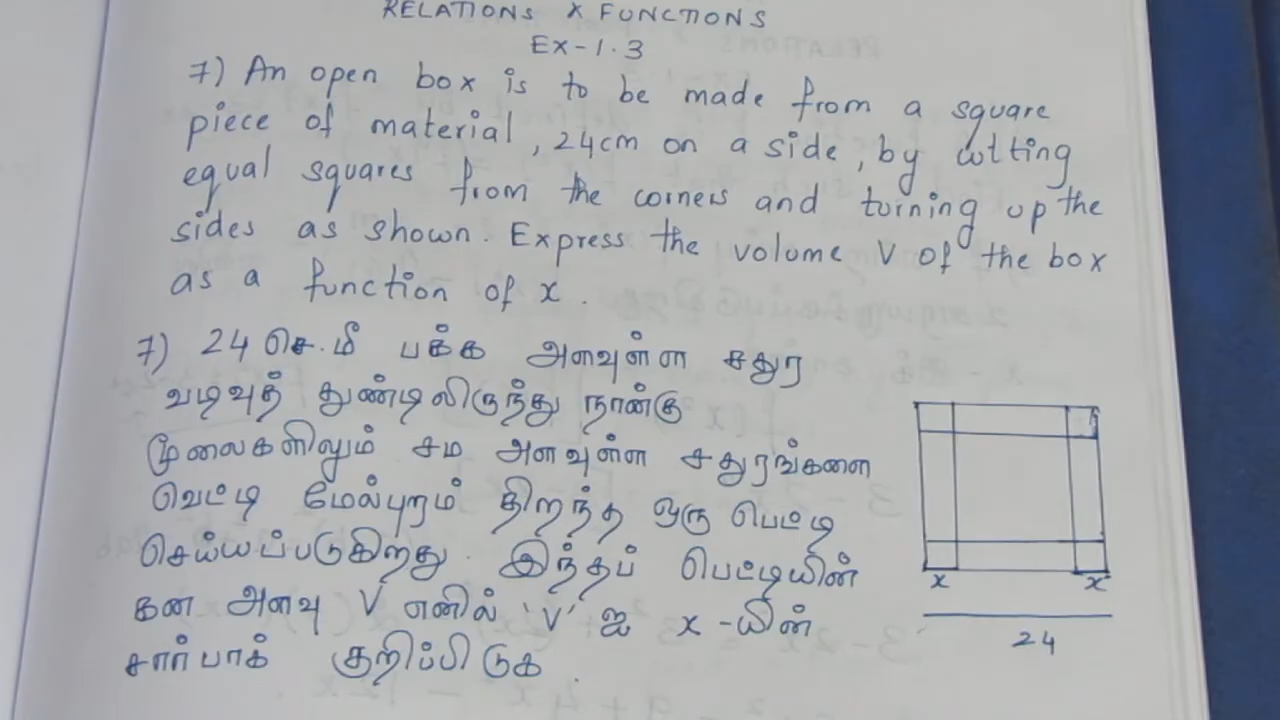 RELATIONS & FUNCTIONS
EX-1.3
7) An open box is to be made from a square
piece of material, 24cm on a side, by cutting
equal squares from the corners and turning up the
sides as shown. Express the volume V of the box
as a function of x.
7) 24 செ.மீ பக்க அளவுள்ள சதுர
வடிவத் துண்டிலிருந்து நான்கு
மூலைகளிலும் சம அளவுள்ள சதுரங்களை
வெட்டி மேல்புறம் திறந்த ஒரு பெட்டி
செய்யப்படுகிறது. இந்தப் பெட்டியின்
கன அளவு V எனில் 'V' ஐ x -யின்
சார்பாக் குறிப்பிடுக.
x x
24